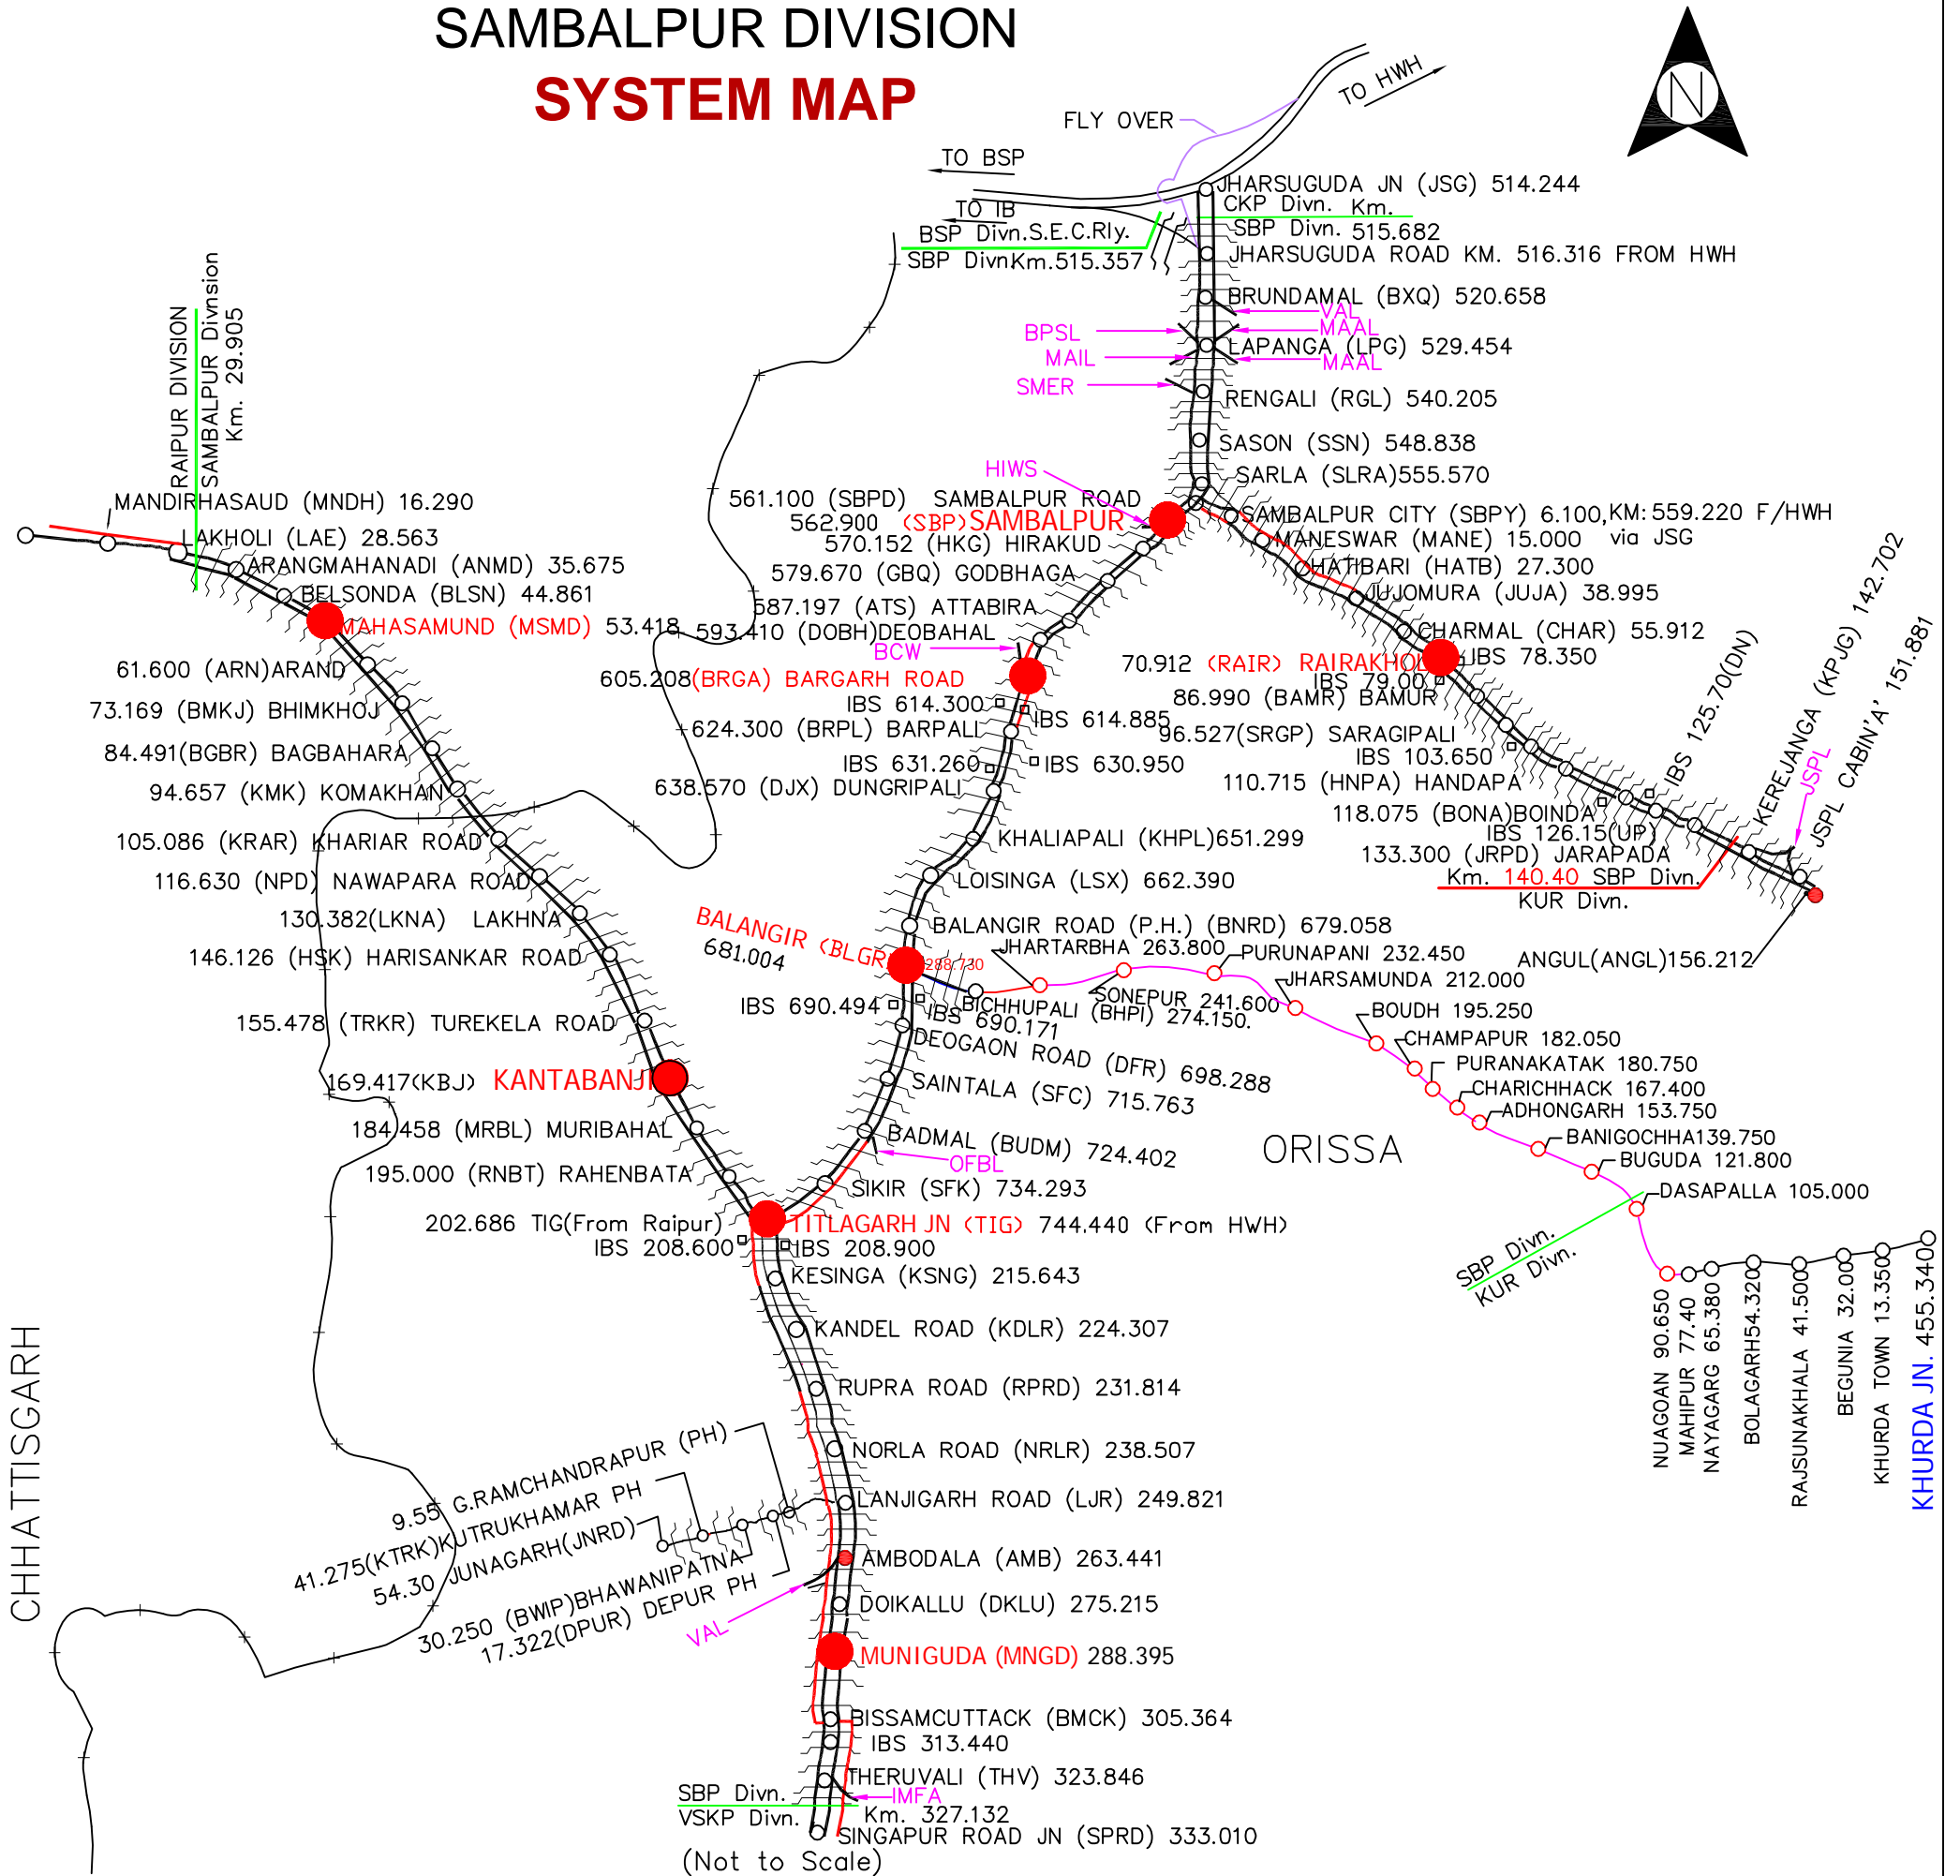 SAMBALPUR DIVISION
SYSTEM MAP
N
TO HWH
FLY OVER
TO BSP
JHARSUGUDA JN (JSG) 514.244
CKP Divn. Km.
TO IB
BSP Divn.S.E.C.Rly.
SBP Divn. 515.682
SBP Divn.Km.515.357
JHARSUGUDA ROAD KM. 516.316 FROM HWH
BRUNDAMAL (BXQ) 520.658
VAL
MAAL
BPSL
LAPANGA (LPG) 529.454
MAIL
MAAL
SMER
RENGALI (RGL) 540.205
SASON (SSN) 548.838
HIWS
SARLA (SLRA)555.570
RAIPUR DIVISION
SAMBALPUR Divnsion
Km. 29.905
MANDIRHASAUD (MNDH) 16.290
LAKHOLI (LAE) 28.563
ARANGMAHANADI (ANMD) 35.675
BELSONDA (BLSN) 44.861
MAHASAMUND (MSMD) 53.418
61.600 (ARN)ARAND
73.169 (BMKJ) BHIMKHOJ
84.491(BGBR) BAGBAHARA
94.657 (KMK) KOMAKHAN
105.086 (KRAR) KHARIAR ROAD
116.630 (NPD) NAWAPARA ROAD
130.382(LKNA) LAKHNA
146.126 (HSK) HARISANKAR ROAD
155.478 (TRKR) TUREKELA ROAD
169.417(KBJ) KANTABANJI
184.458 (MRBL) MURIBAHAL
195.000 (RNBT) RAHENBATA
561.100 (SBPD) SAMBALPUR ROAD
562.900 (SBP)SAMBALPUR
570.152 (HKG) HIRAKUD
579.670 (GBQ) GODBHAGA
587.197 (ATS) ATTABIRA
593.410 (DOBH)DEOBAHAL
BCW
605.208(BRGA) BARGARH ROAD
IBS 614.300
IBS 614.885
624.300 (BRPL) BARPALI
IBS 631.260
IBS 630.950
638.570 (DJX) DUNGRIPALI
KHALIAPALI (KHPL)651.299
LOISINGA (LSX) 662.390
BALANGIR ROAD (P.H.) (BNRD) 679.058
BALANGIR (BLGR)
681.004
288.730
IBS 690.494
IBS 690.171
DEOGAON ROAD (DFR) 698.288
SAINTALA (SFC) 715.763
BADMAL (BUDM) 724.402
OFBL
SIKIR (SFK) 734.293
SAMBALPUR CITY (SBPY) 6.100,KM:559.220 F/HWH
via JSG
MANESWAR (MANE) 15.000
HATIBARI (HATB) 27.300
JUJOMURA (JUJA) 38.995
CHARMAL (CHAR) 55.912
70.912 (RAIR) RAIRAKHOL
IBS 78.350
IBS 79.00
86.990 (BAMR) BAMUR
96.527(SRGP) SARAGIPALI
IBS 103.650
110.715 (HNPA) HANDAPA
118.075 (BONA)BOINDA
IBS 125.70(DN)
IBS 126.15(UP)
133.300 (JRPD) JARAPADA
Km. 140.40 SBP Divn.
KUR Divn.
KEREJANGA (KPJG) 142.702
JSPL
JSPL CABIN'A' 151.881
ANGUL(ANGL)156.212
BICHHUPALI (BHPI) 274.150.
JHARTARBHA 263.800
SONEPUR 241.600
PURUNAPANI 232.450
JHARSAMUNDA 212.000
BOUDH 195.250
CHAMPAPUR 182.050
PURANAKATAK 180.750
CHARICHHACK 167.400
ADHONGARH 153.750
BANIGOCHHA139.750
BUGUDA 121.800
DASAPALLA 105.000
SBP Divn.
KUR Divn.
NUAGOAN 90.650
MAHIPUR 77.40
NAYAGARG 65.380
BOLAGARH54.320
RAJSUNAKHALA 41.500
BEGUNIA 32.000
KHURDA TOWN 13.350
KHURDA JN. 455.340
ORISSA
CHHATTISGARH
202.686 TIG(From Raipur)
TITLAGARH JN (TIG) 744.440 (From HWH)
IBS 208.600
IBS 208.900
KESINGA (KSNG) 215.643
KANDEL ROAD (KDLR) 224.307
RUPRA ROAD (RPRD) 231.814
NORLA ROAD (NRLR) 238.507
LANJIGARH ROAD (LJR) 249.821
9.55 G.RAMCHANDRAPUR (PH)
41.275(KTRK)KUTRUKHAMAR PH
54.30 JUNAGARH(JNRD)
30.250 (BWIP)BHAWANIPATNA
17.322(DPUR) DEPUR PH
VAL
AMBODALA (AMB) 263.441
DOIKALLU (DKLU) 275.215
MUNIGUDA (MNGD) 288.395
BISSAMCUTTACK (BMCK) 305.364
IBS 313.440
THERUVALI (THV) 323.846
IMFA
SBP Divn.
VSKP Divn.
Km. 327.132
SINGAPUR ROAD JN (SPRD) 333.010
(Not to Scale)